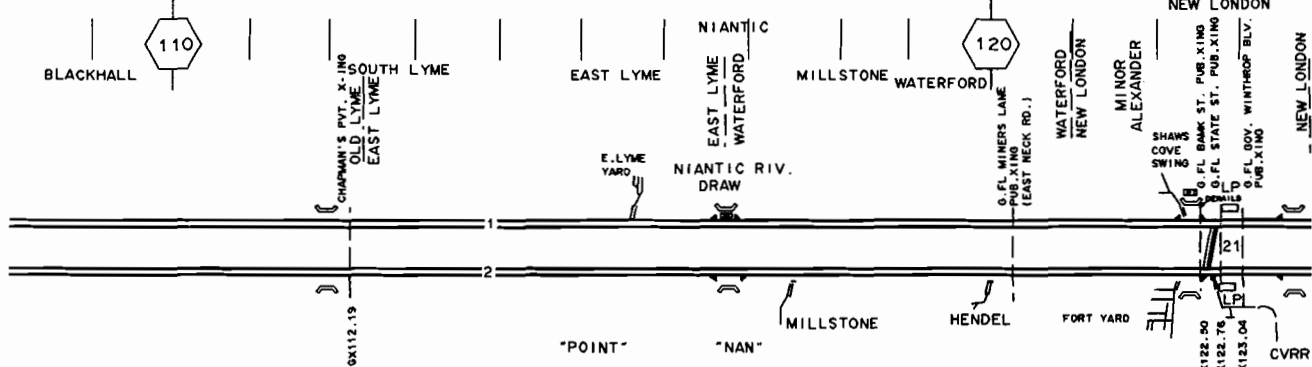 NEW LONDON
110
NIANTIC
120
BLACKHALL
SOUTH LYME
EAST LYME
MILLSTONE
WATERFORD
CHAPMAN'S PVT. X-ING
OLD LYME
EAST LYME
EAST LYME
WATERFORD
G.FL MINERS LANE
PUB.XING
(EAST NECK RD.)
WATERFORD
NEW LONDON
MINOR
ALEXANDER
SHAWS
COVE
SWING
G.FL BANK ST. PUB.XING
G.FL STATE ST. PUB.XING
G.FL GOV. WINTHROP BLV.
PUB.XING
NEW LONDON
E.LYME
YARD
NIANTIC RIV.
DRAW
LP
DETAILS
1
2
21
LP
GX112.19
MILLSTONE
HENDEL
FORT YARD
"POINT"
"NAN"
X122.50
X122.76
X123.04
CVRR